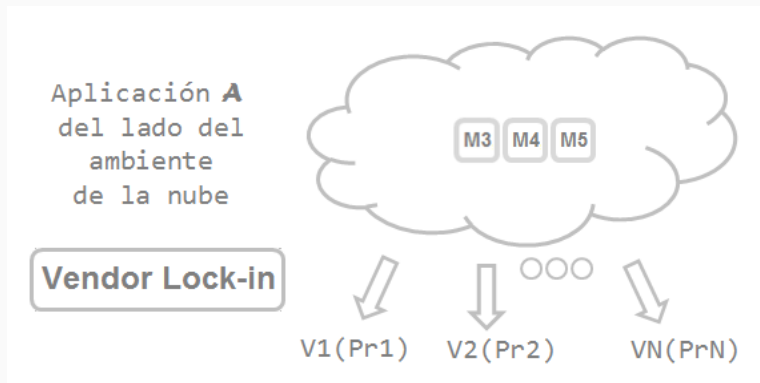 Aplicación A
del lado del
ambiente
de la nube
M3 M4 M5
Vendor Lock-in
V1(Pr1) V2(Pr2) VN(PrN)